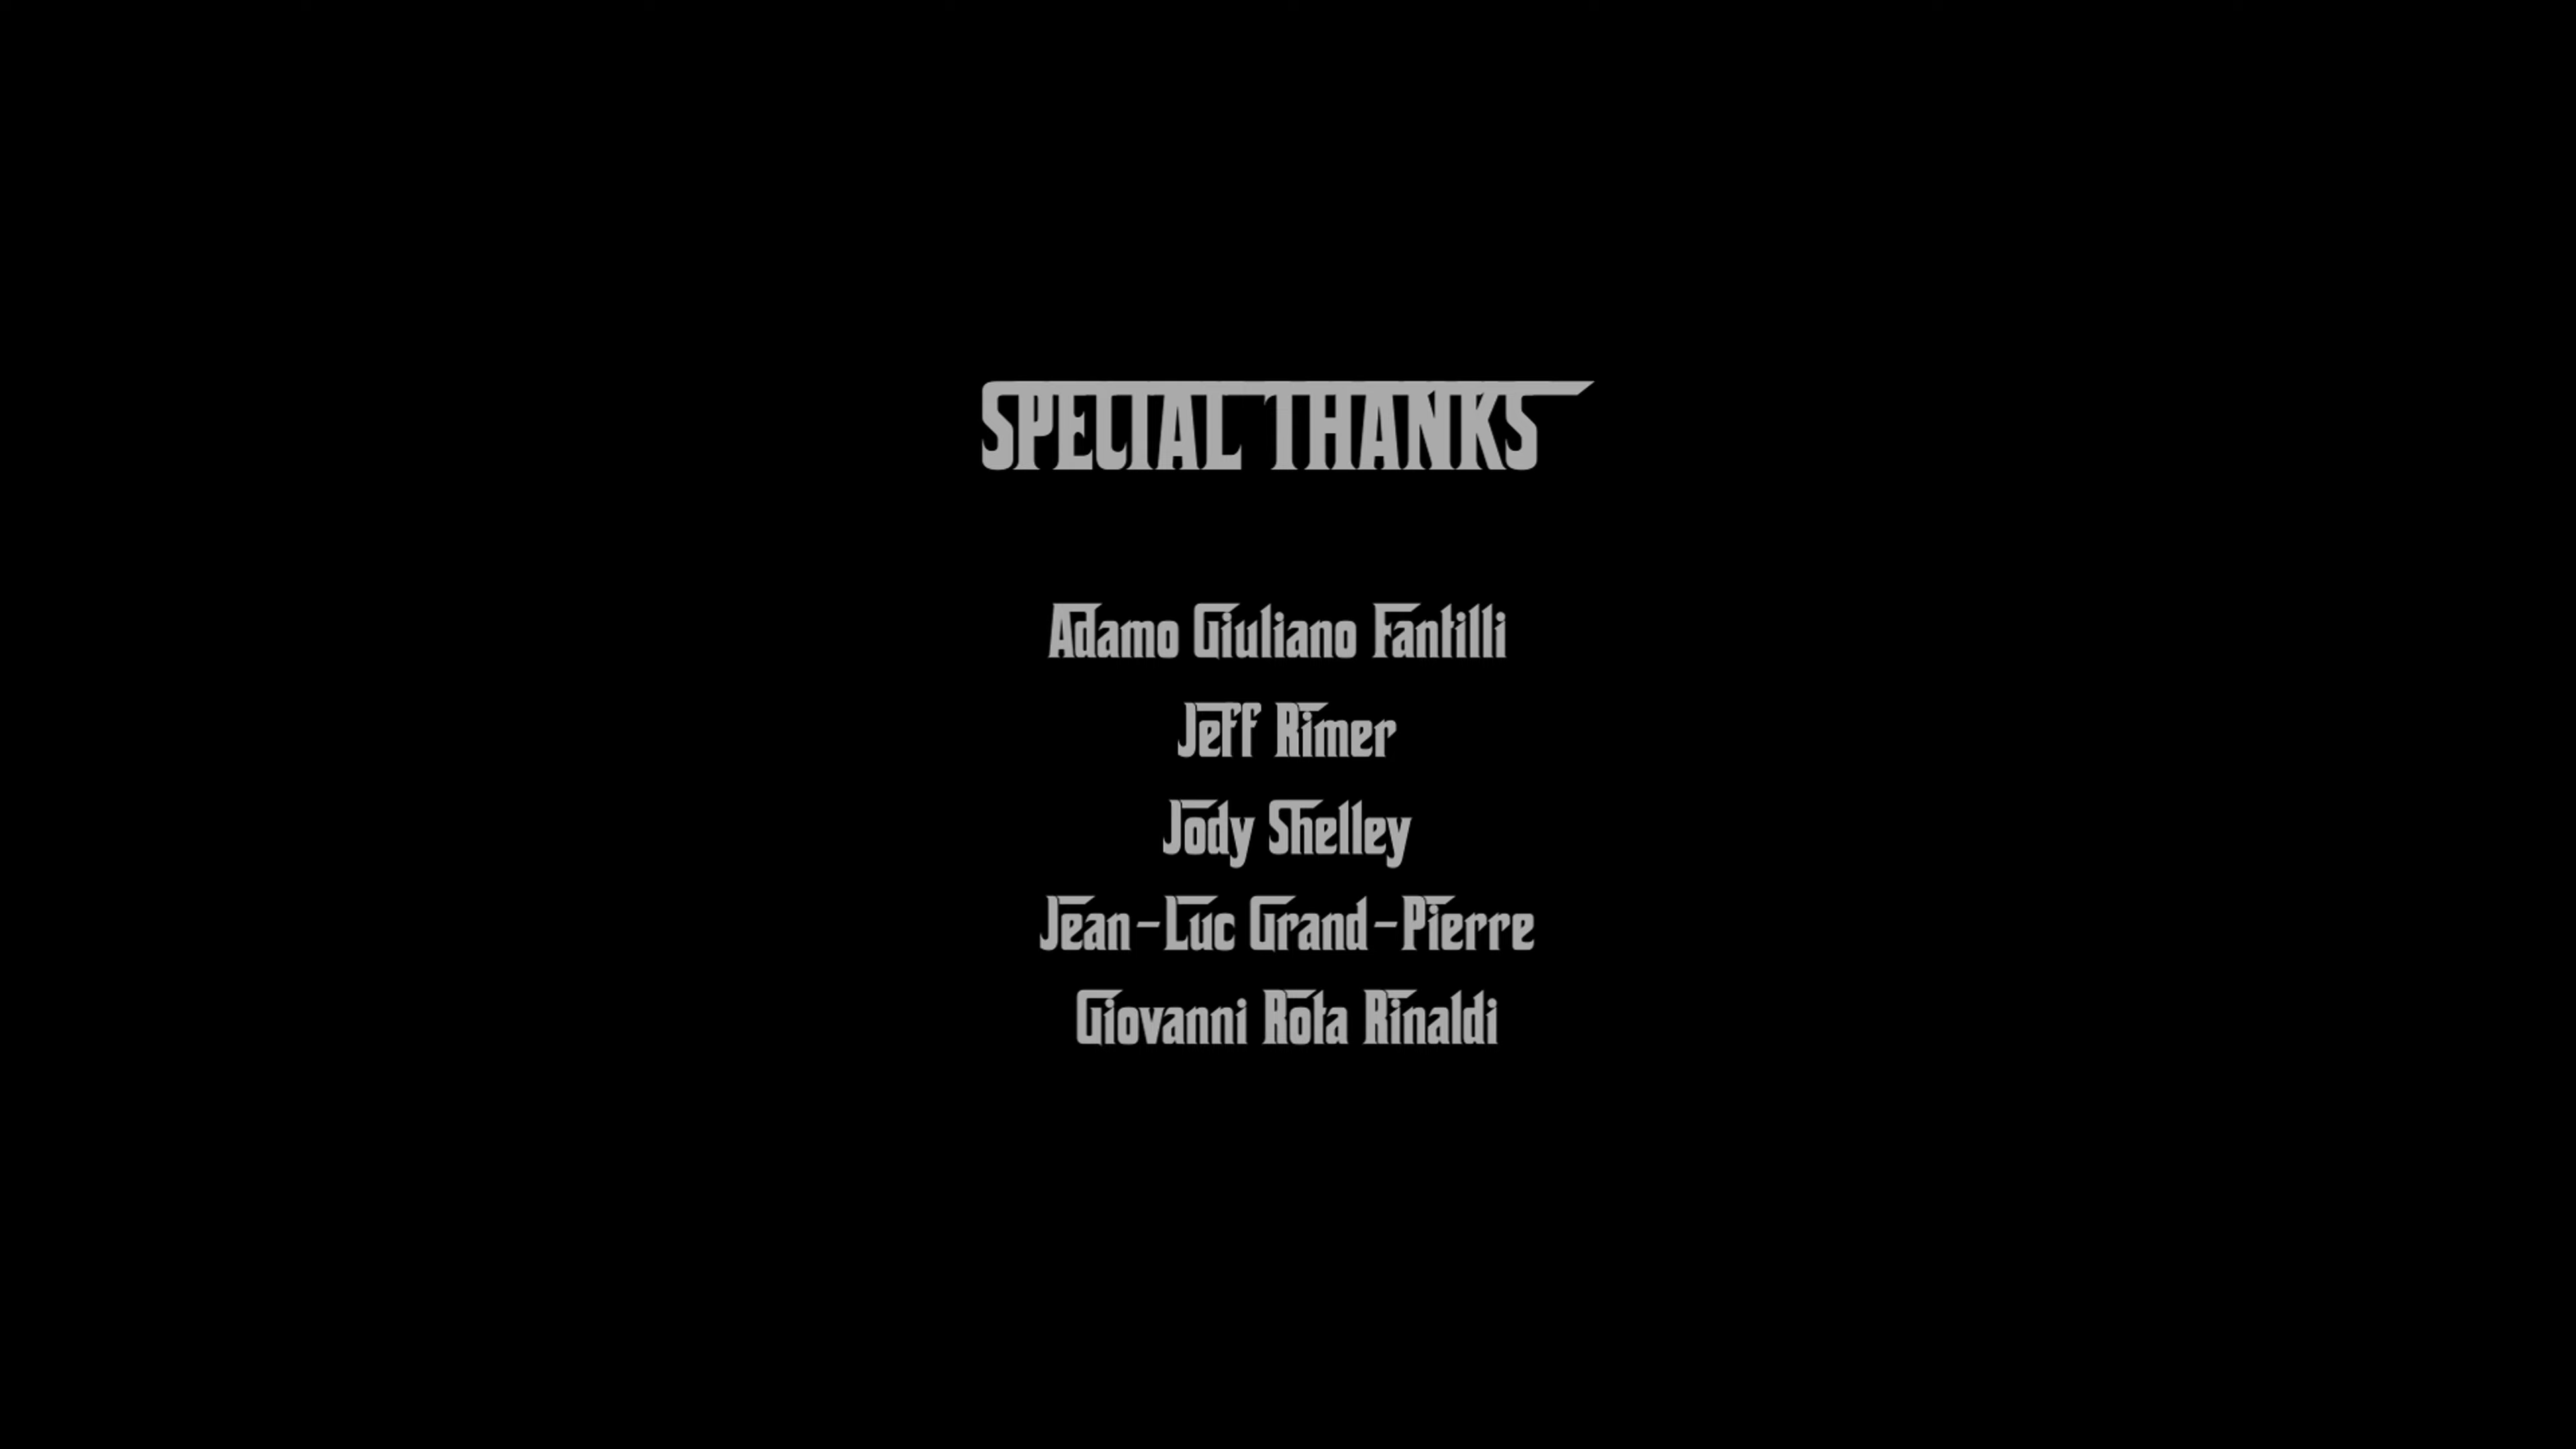 SPECIAL THANKS
Adamo Giuliano Fantilli
Jeff Rimer
Jody Shelley
Jean-Luc Grand-Pierre
Giovanni Rota Rinaldi